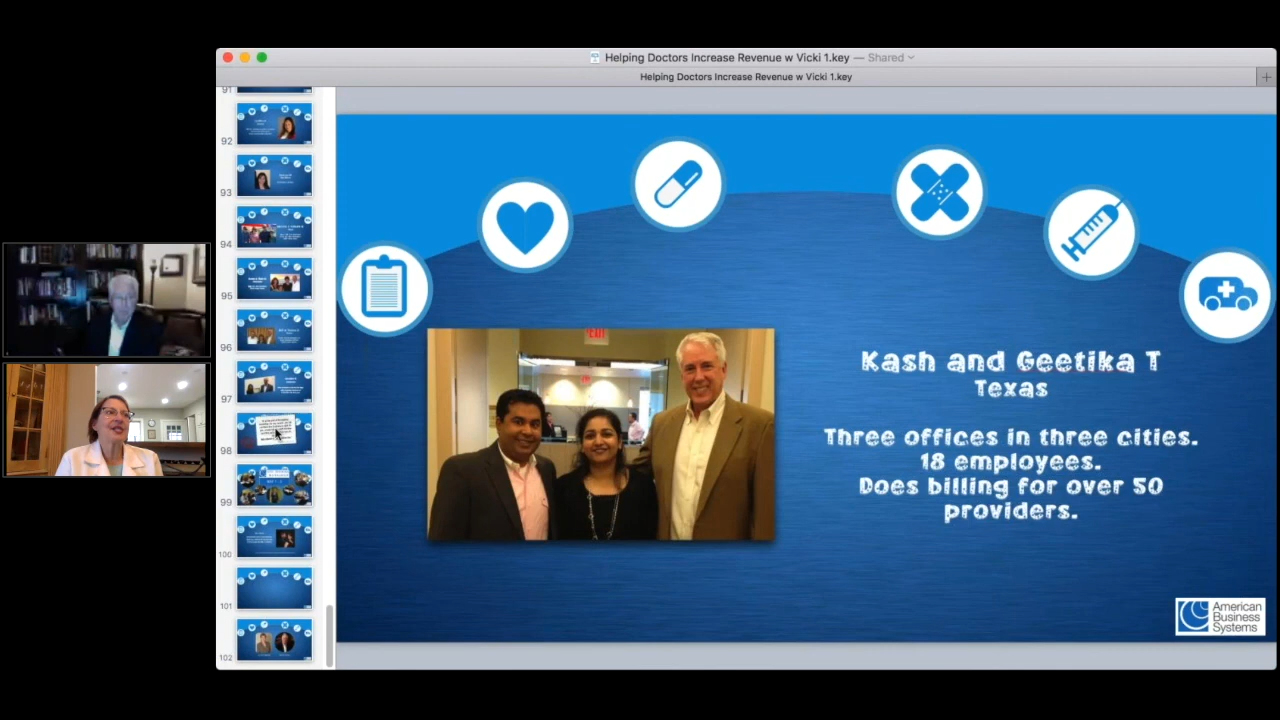 Helping Doctors Increase Revenue w Vicki 1.key — Shared
Helping Doctors Increase Revenue w Vicki 1.key
91
92
93
94
95
96
97
98
99
100
101
102
EXIT
Kash and Geetika T
Texas
Three offices in three cities.
18 employees.
Does billing for over 50
providers.
American
Business
Systems